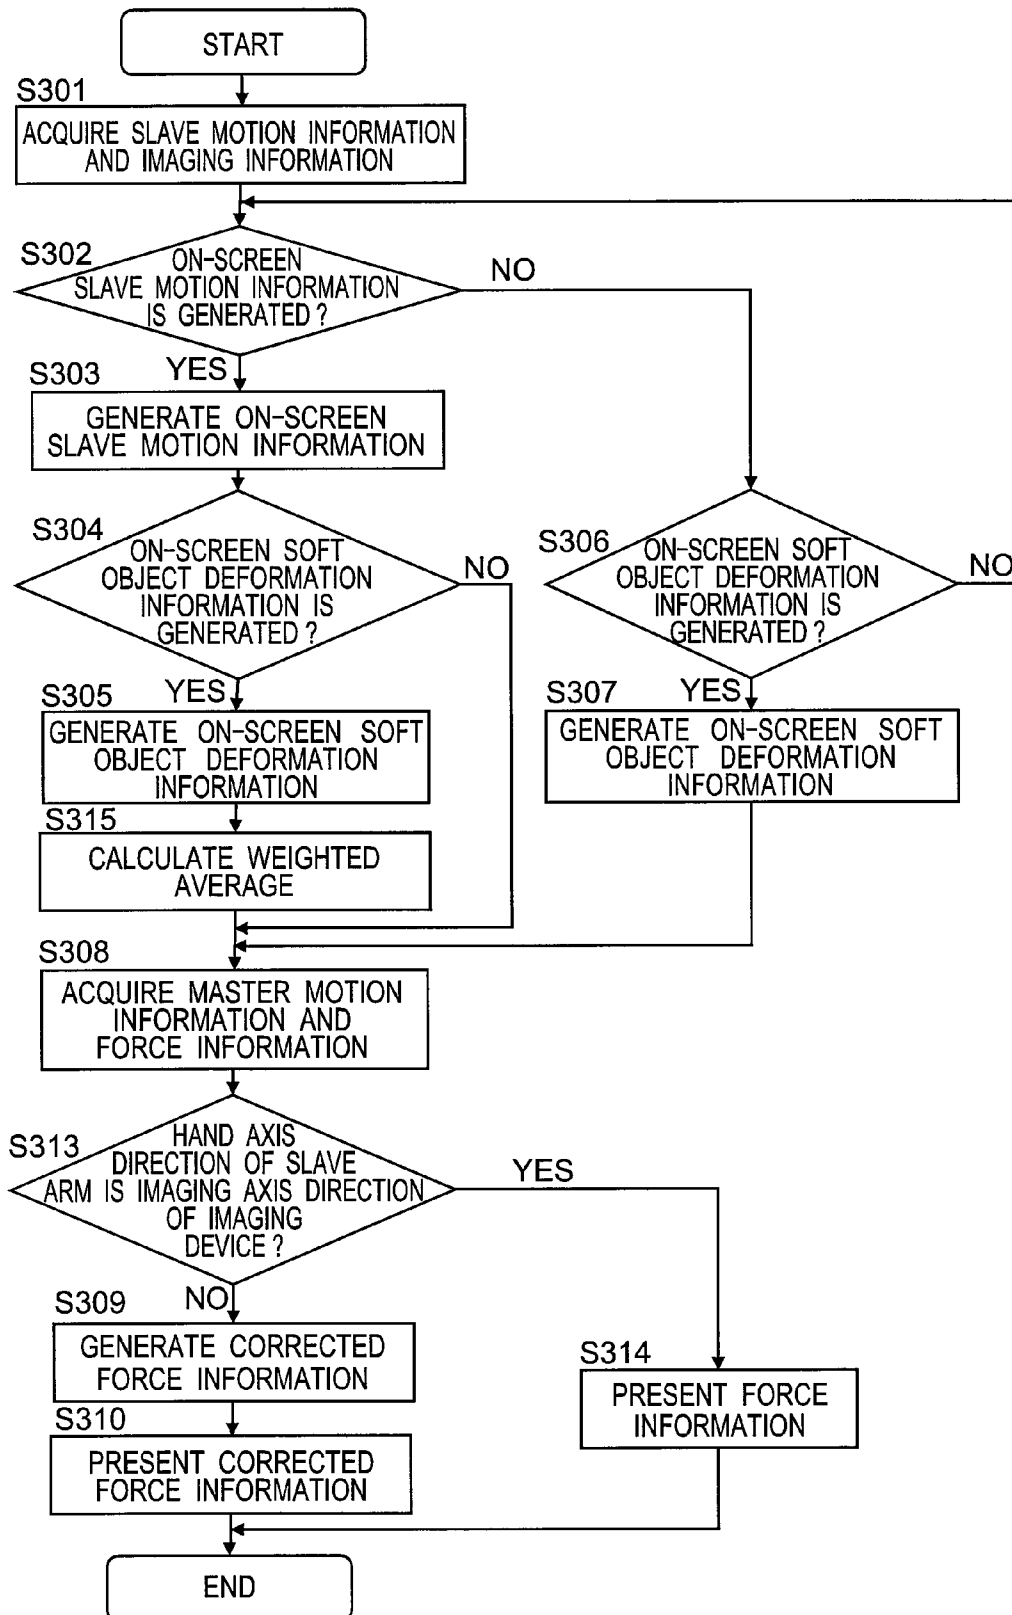 START
S301
ACQUIRE SLAVE MOTION INFORMATION
AND IMAGING INFORMATION
S302
ON-SCREEN
SLAVE MOTION INFORMATION
IS GENERATED?
NO
YES
S303
GENERATE ON-SCREEN
SLAVE MOTION INFORMATION
S304
ON-SCREEN SOFT
OBJECT DEFORMATION
INFORMATION IS
GENERATED?
NO
S306
ON-SCREEN SOFT
OBJECT DEFORMATION
INFORMATION IS
GENERATED?
NO
YES
S305
GENERATE ON-SCREEN SOFT
OBJECT DEFORMATION
INFORMATION
YES
S307
GENERATE ON-SCREEN SOFT
OBJECT DEFORMATION
INFORMATION
S315
CALCULATE WEIGHTED
AVERAGE
S308
ACQUIRE MASTER MOTION
INFORMATION AND
FORCE INFORMATION
S313
HAND AXIS
DIRECTION OF SLAVE
ARM IS IMAGING AXIS DIRECTION
OF IMAGING
DEVICE?
YES
NO
S309
GENERATE CORRECTED
FORCE INFORMATION
S314
PRESENT FORCE
INFORMATION
S310
PRESENT CORRECTED
FORCE INFORMATION
END